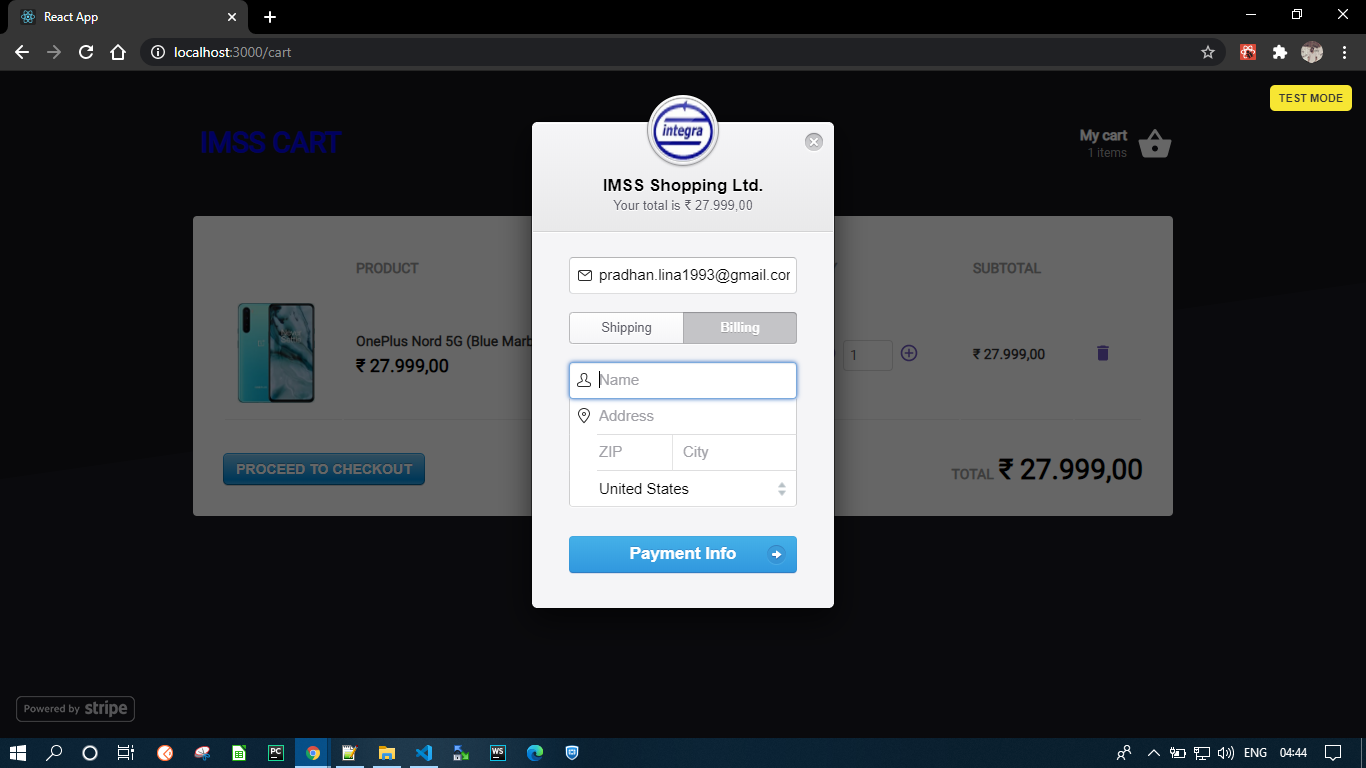 React App
localhost:3000/cart
TEST MODE
integra
IMSS CART
My cart
1 items
IMSS Shopping Ltd.
Your total is ₹ 27.999,00
PRODUCT
SUBTOTAL
pradhan.lina1993@gmail.co
Shipping
Billing
OnePlus Nord 5G (Blue Marb
₹ 27.999,00
1
₹ 27.999,00
Name
Address
ZIP
City
United States
PROCEED TO CHECKOUT
TOTAL ₹ 27.999,00
Payment Info
Powered by stripe
PC
WS
ENG
04:44